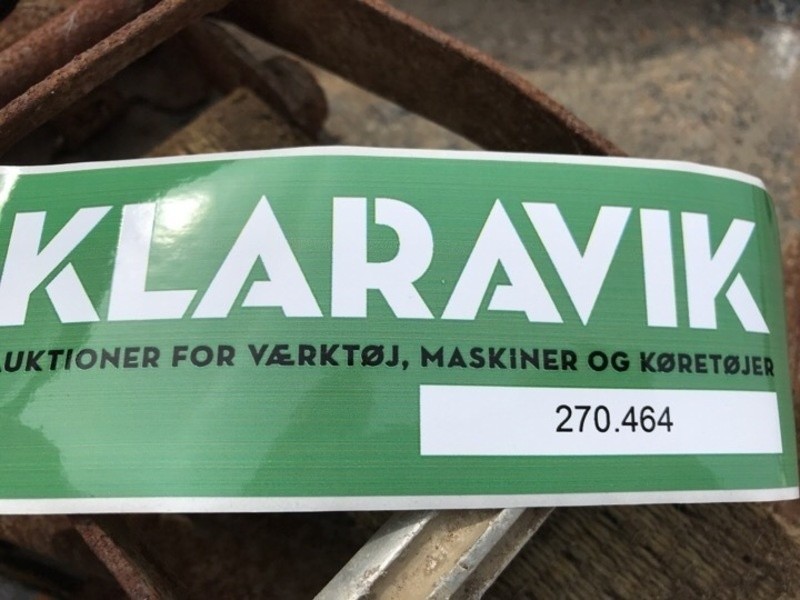 KLARAVIK
AUKTIONER FOR VÆRKTØJ, MASKINER OG KØRETØJER
270.464